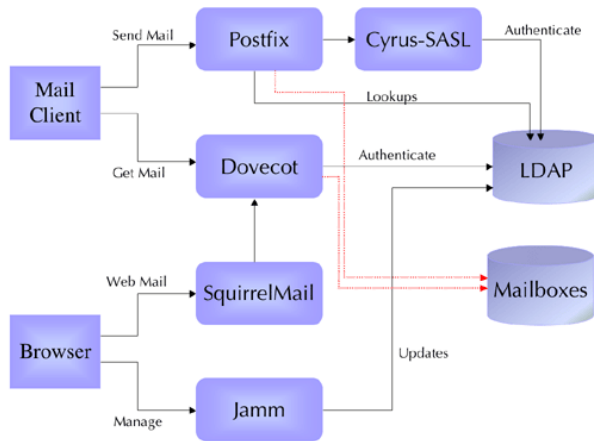 Send Mail
Postfix
Cyrus-SASL
Authenticate
Mail
Client
Lookups
Get Mail
Dovecot
Authenticate
LDAP
Web Mail
SquirrelMail
Mailboxes
Browser
Updates
Manage
Jamm